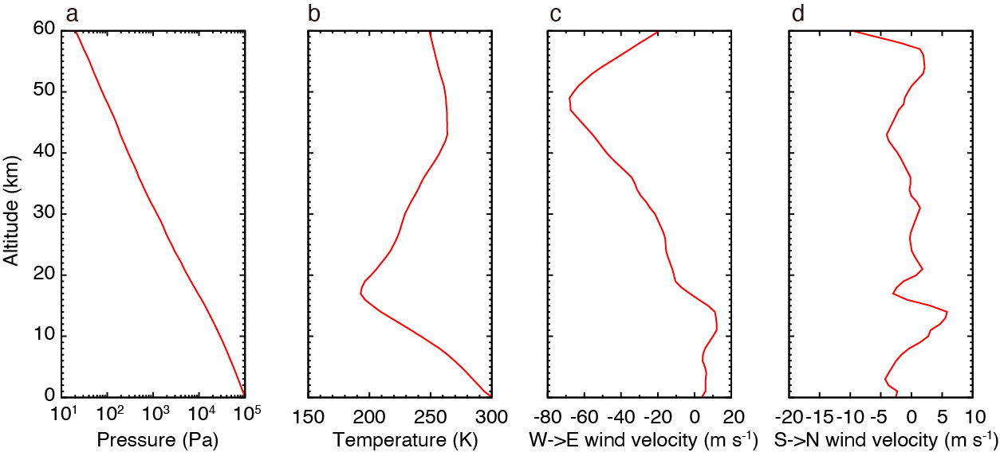 a b c d
60
50
40
30
20
10
0
Altitude (km)
10¹ 10² 10³ 10⁴ 10⁵
Pressure (Pa)
150 200 250 300
Temperature (K)
-80 -60 -40 -20 0 20
W->E wind velocity (m s⁻¹)
-20 -15 -10 -5 0 5 10
S->N wind velocity (m s⁻¹)